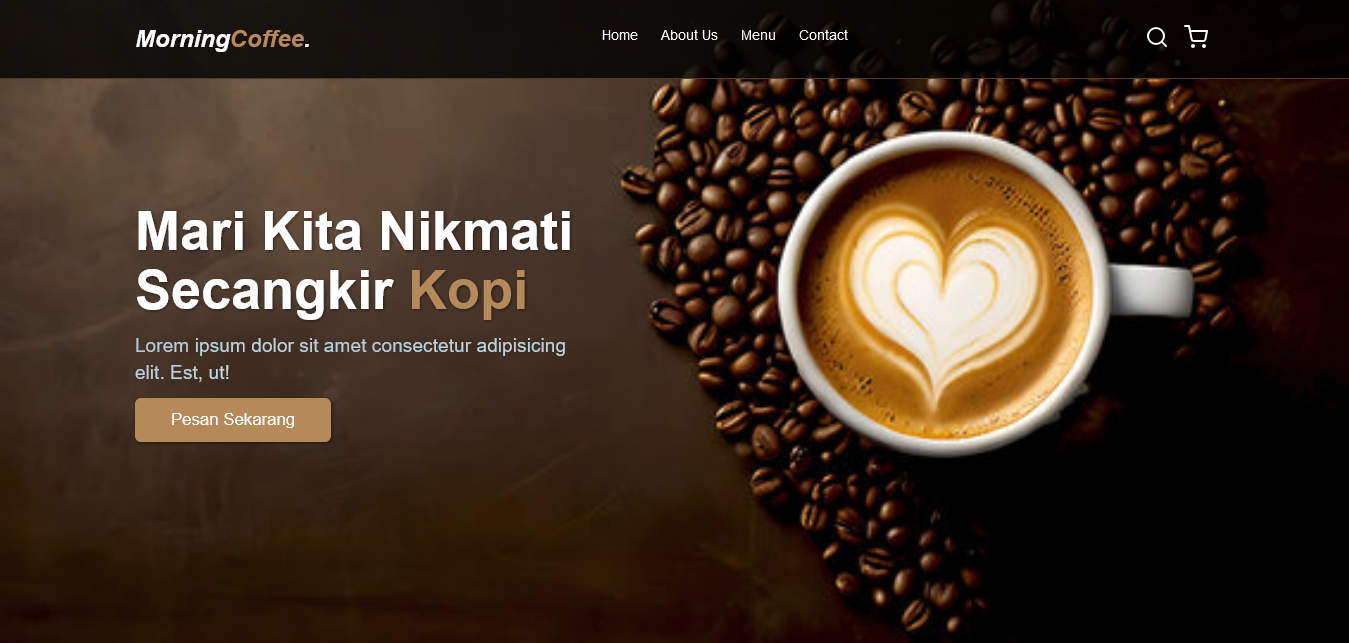 MorningCoffee.
Home About Us Menu Contact
Mari Kita Nikmati
Secangkir Kopi
Lorem ipsum dolor sit amet consectetur adipisicing
elit. Est, ut!
Pesan Sekarang